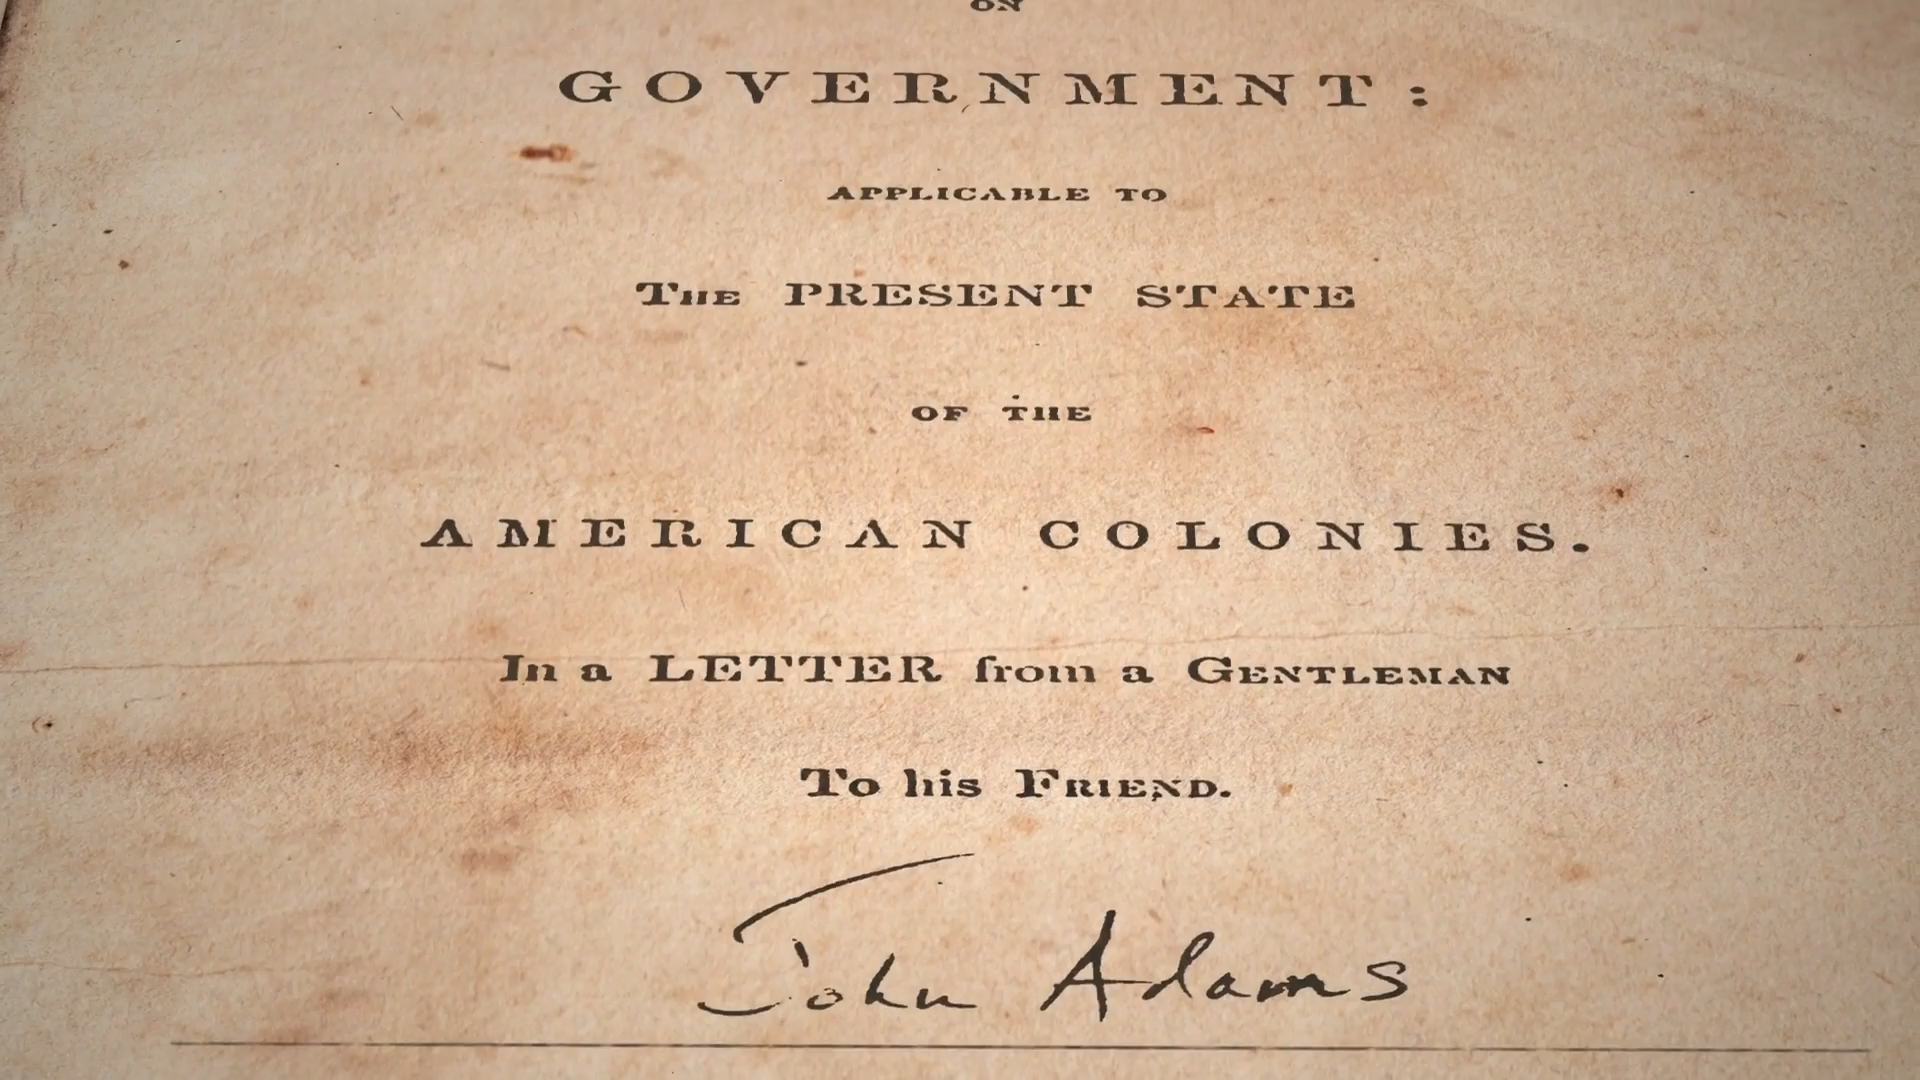 ON
GOVERNMENT:
APPLICABLE TO
THE PRESENT STATE
OF THE
AMERICAN COLONIES.
In a LETTER from a GENTLEMAN
To his FRIEND.
John Adams